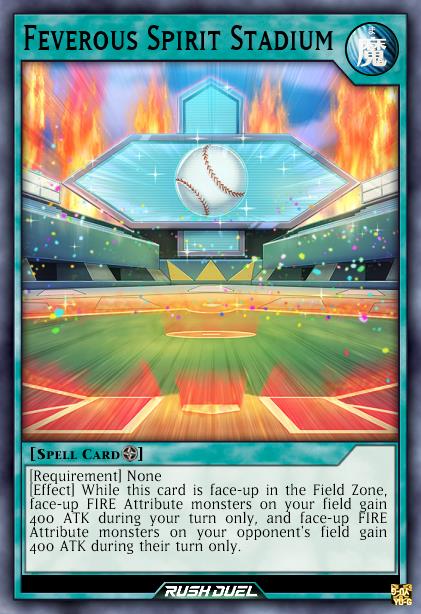 Feverous Spirit Stadium
ま
魔
[Spell Card]
[Requirement] None
[Effect] While this card is face-up in the Field Zone,
face-up FIRE Attribute monsters on your field gain
400 ATK during your turn only, and face-up FIRE
Attribute monsters on your opponent's field gain
400 ATK during their turn only.
RUSH DUEL